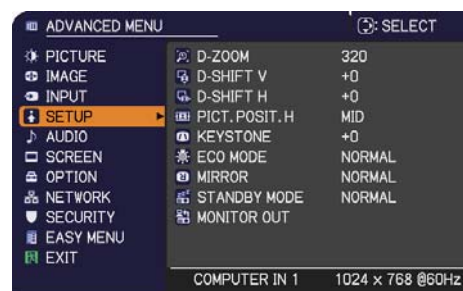 ADVANCED MENU : SELECT
PICTURE D-ZOOM 320
IMAGE D-SHIFT V +0
INPUT D-SHIFT H +0
SETUP PICT. POSIT. H MID
AUDIO KEYSTONE +0
SCREEN ECO MODE NORMAL
OPTION MIRROR NORMAL
NETWORK STANDBY MODE NORMAL
SECURITY MONITOR OUT
EASY MENU
EXIT
COMPUTER IN 1 1024 × 768 @60Hz